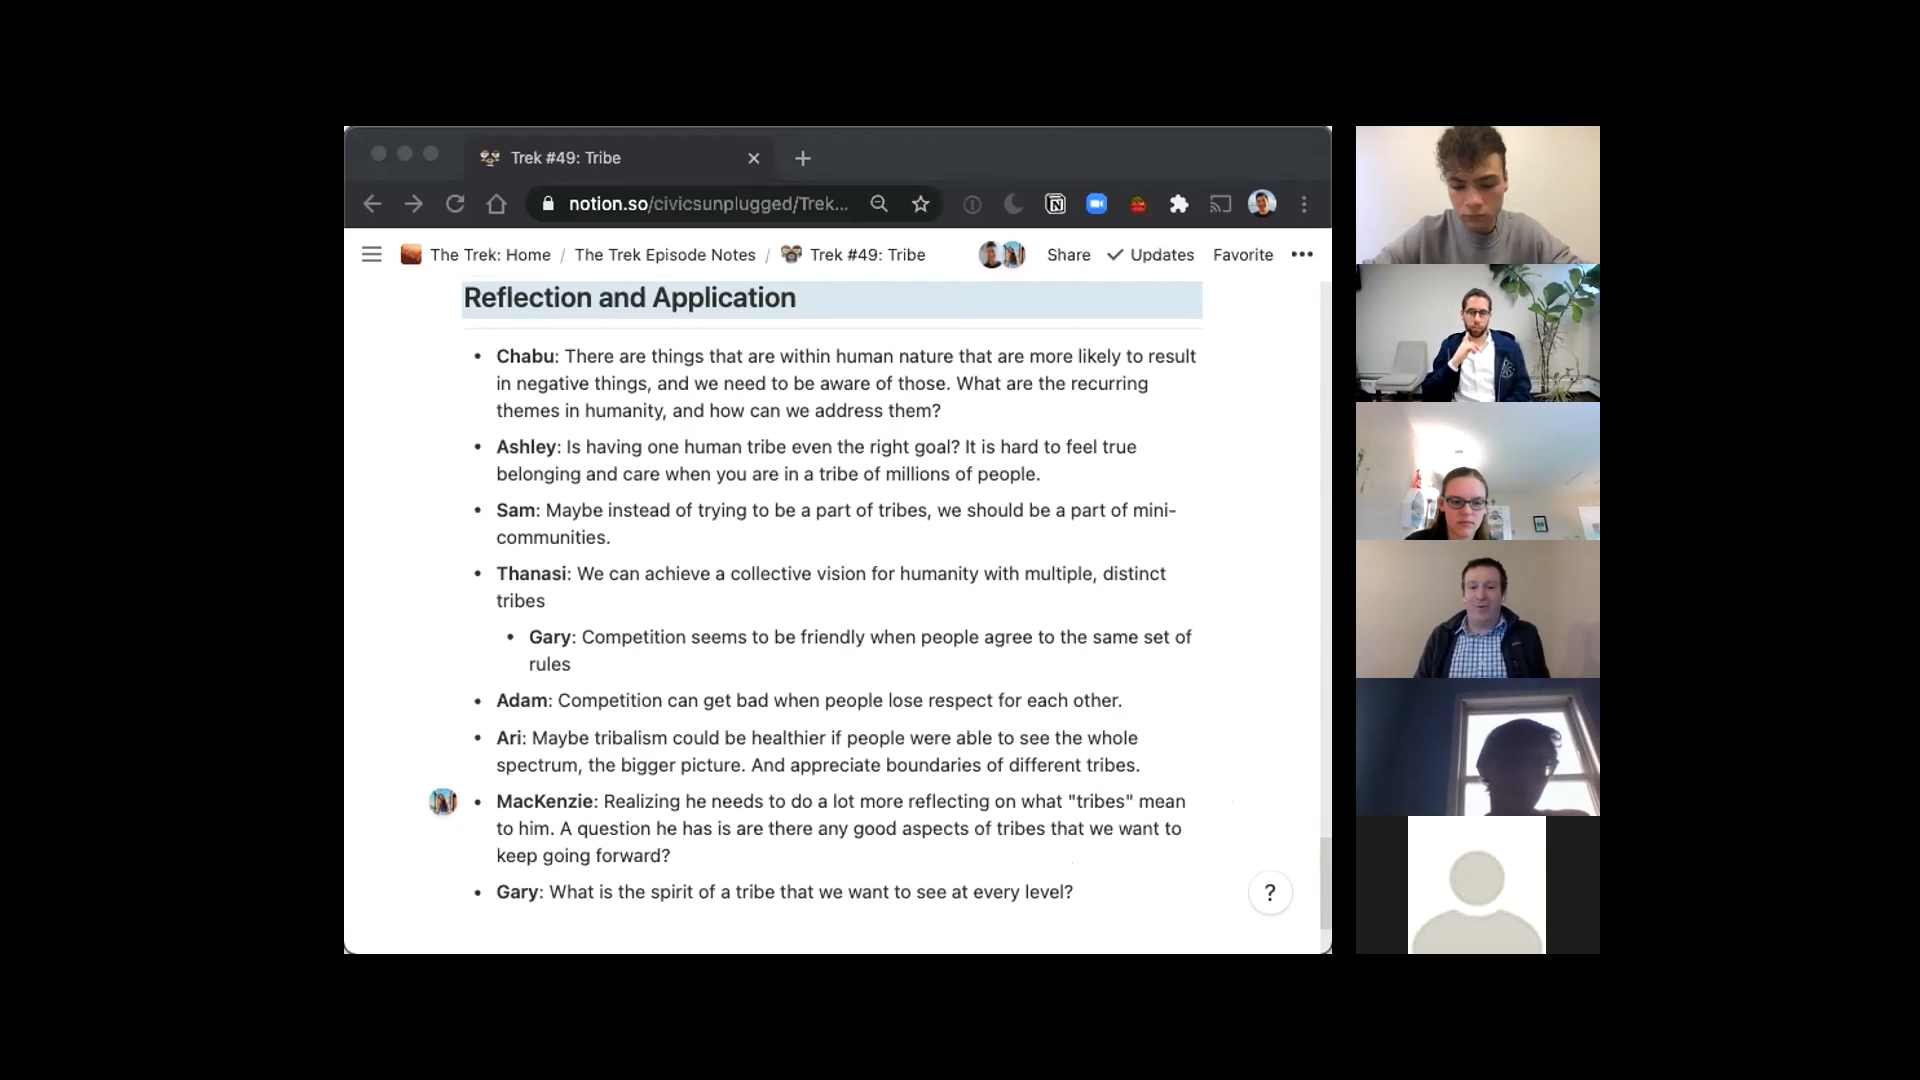 Trek #49: Tribe
notion.so/civicsunplugged/Trek...
The Trek: Home / The Trek Episode Notes / Trek #49: Tribe Share Updates Favorite
Reflection and Application
• Chabu: There are things that are within human nature that are more likely to result
in negative things, and we need to be aware of those. What are the recurring
themes in humanity, and how can we address them?
• Ashley: Is having one human tribe even the right goal? It is hard to feel true
belonging and care when you are in a tribe of millions of people.
• Sam: Maybe instead of trying to be a part of tribes, we should be a part of mini-
communities.
• Thanasi: We can achieve a collective vision for humanity with multiple, distinct
tribes
• Gary: Competition seems to be friendly when people agree to the same set of
rules
• Adam: Competition can get bad when people lose respect for each other.
• Ari: Maybe tribalism could be healthier if people were able to see the whole
spectrum, the bigger picture. And appreciate boundaries of different tribes.
• MacKenzie: Realizing he needs to do a lot more reflecting on what "tribes" mean
to him. A question he has is are there any good aspects of tribes that we want to
keep going forward?
• Gary: What is the spirit of a tribe that we want to see at every level?
?